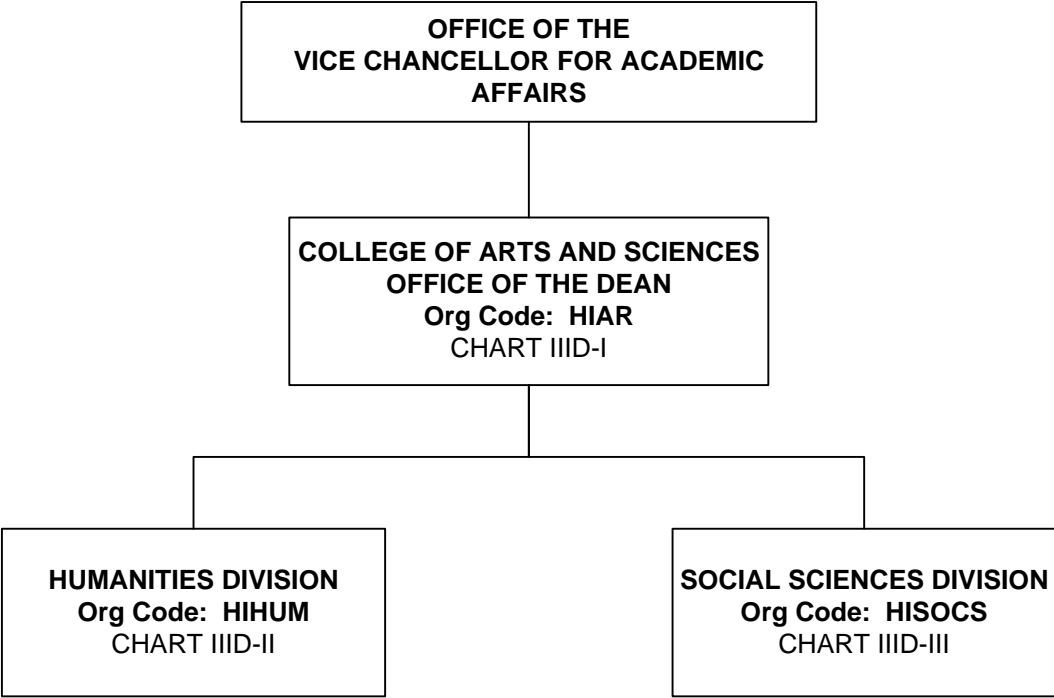 OFFICE OF THE
VICE CHANCELLOR FOR ACADEMIC
AFFAIRS
COLLEGE OF ARTS AND SCIENCES
OFFICE OF THE DEAN
Org Code: HIAR
CHART IIID-I
HUMANITIES DIVISION
Org Code: HIHUM
CHART IIID-II
SOCIAL SCIENCES DIVISION
Org Code: HISOCS
CHART IIID-III